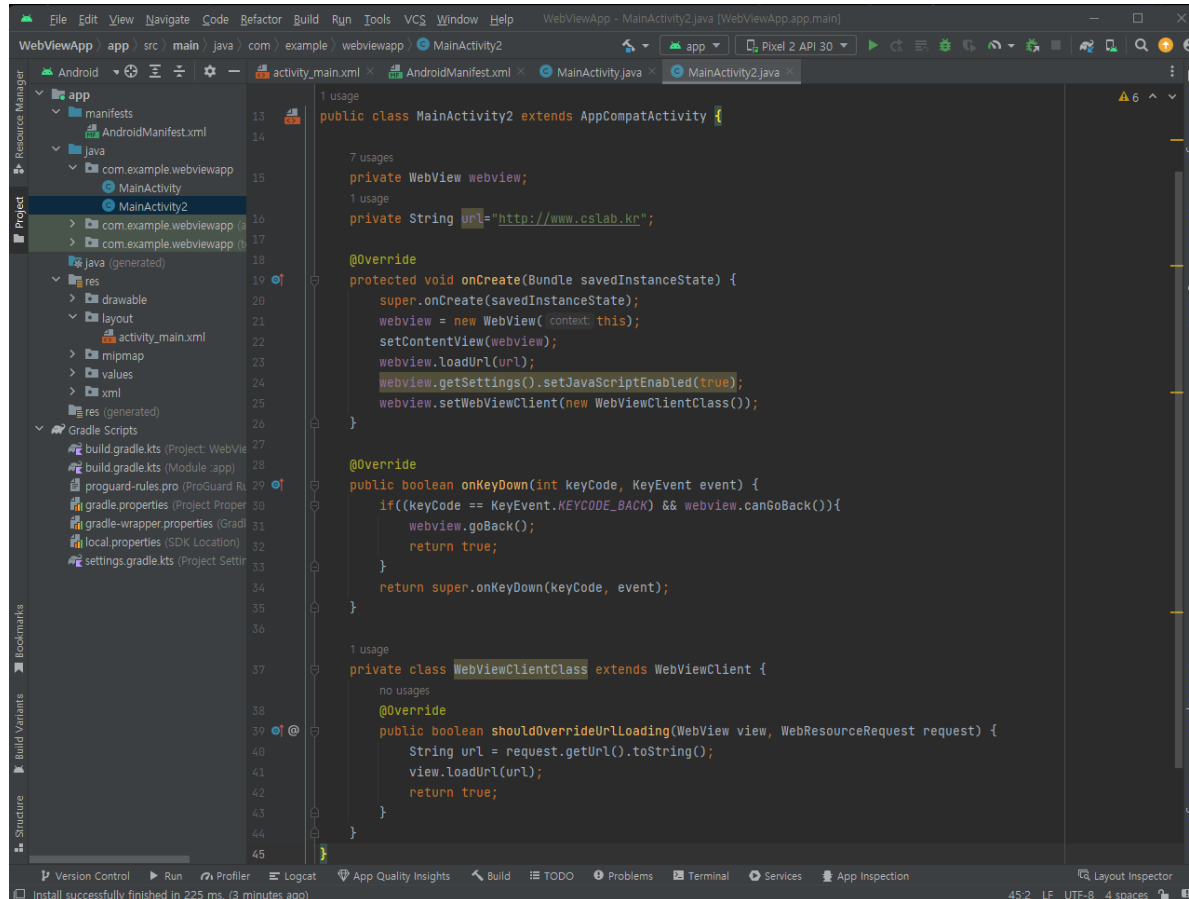 File Edit View Navigate Code Refactor Build Run Tools VCS Window Help WebViewApp - MainActivity2.java [WebViewApp.app.main]
WebViewApp app src main java com example webviewapp MainActivity2 app Pixel 2 API 30
Android activity_main.xml AndroidManifest.xml MainActivity.java MainActivity2.java
Resource Manager
Project
Bookmarks
Build Variants
Structure
app
manifests
AndroidManifest.xml
java
com.example.webviewapp
MainActivity
MainActivity2
com.example.webviewapp (a
com.example.webviewapp (t
java (generated)
res
drawable
layout
activity_main.xml
mipmap
values
xml
res (generated)
Gradle Scripts
build.gradle.kts (Project: WebVie
build.gradle.kts (Module :app)
proguard-rules.pro (ProGuard Ru
gradle.properties (Project Proper
gradle-wrapper.properties (Gradl
local.properties (SDK Location)
settings.gradle.kts (Project Settir
6
1 usage
13 public class MainActivity2 extends AppCompatActivity {
14
7 usages
15 private WebView webview;
1 usage
16 private String url="http://www.cslab.kr";
17
18 @Override
19 protected void onCreate(Bundle savedInstanceState) {
20 super.onCreate(savedInstanceState);
21 webview = new WebView( context: this);
22 setContentView(webview);
23 webview.loadUrl(url);
24 webview.getSettings().setJavaScriptEnabled(true);
25 webview.setWebViewClient(new WebViewClientClass());
26 }
27
28 @Override
29 public boolean onKeyDown(int keyCode, KeyEvent event) {
30 if((keyCode == KeyEvent.KEYCODE_BACK) && webview.canGoBack()){
31 webview.goBack();
32 return true;
33 }
34 return super.onKeyDown(keyCode, event);
35 }
36
1 usage
37 private class WebViewClientClass extends WebViewClient {
no usages
38 @Override
39 @ public boolean shouldOverrideUrlLoading(WebView view, WebResourceRequest request) {
40 String url = request.getUrl().toString();
41 view.loadUrl(url);
42 return true;
43 }
44 }
45 }
Version Control Run Profiler Logcat App Quality Insights Build TODO Problems Terminal Services App Inspection Layout Inspector
Install successfully finished in 225 ms. (3 minutes ago) 45:2 LF UTF-8 4 spaces